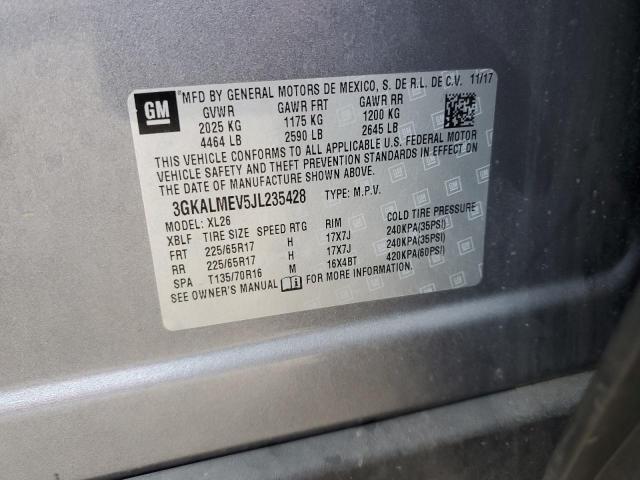 GM
MFD BY GENERAL MOTORS DE MEXICO, S. DE R.L. DE C.V. 11/17
GVWR GAWR FRT GAWR RR
2025 KG 1175 KG 1200 KG
4464 LB 2590 LB 2645 LB
THIS VEHICLE CONFORMS TO ALL APPLICABLE U.S. FEDERAL MOTOR
VEHICLE SAFETY AND THEFT PREVENTION STANDARDS IN EFFECT ON
DATE OF MANUFACTURE SHOWN ABOVE.
3GKALMEV5JL235428 TYPE: M.P.V.
MODEL: XL26
XBLF TIRE SIZE SPEED RTG RIM COLD TIRE PRESSURE
FRT 225/65R17 H 17X7J 240KPA(35PSI)
RR 225/65R17 H 17X7J 240KPA(35PSI)
SPA T135/70R16 M 16X4BT 420KPA(60PSI)
SEE OWNER'S MANUAL FOR MORE INFORMATION.